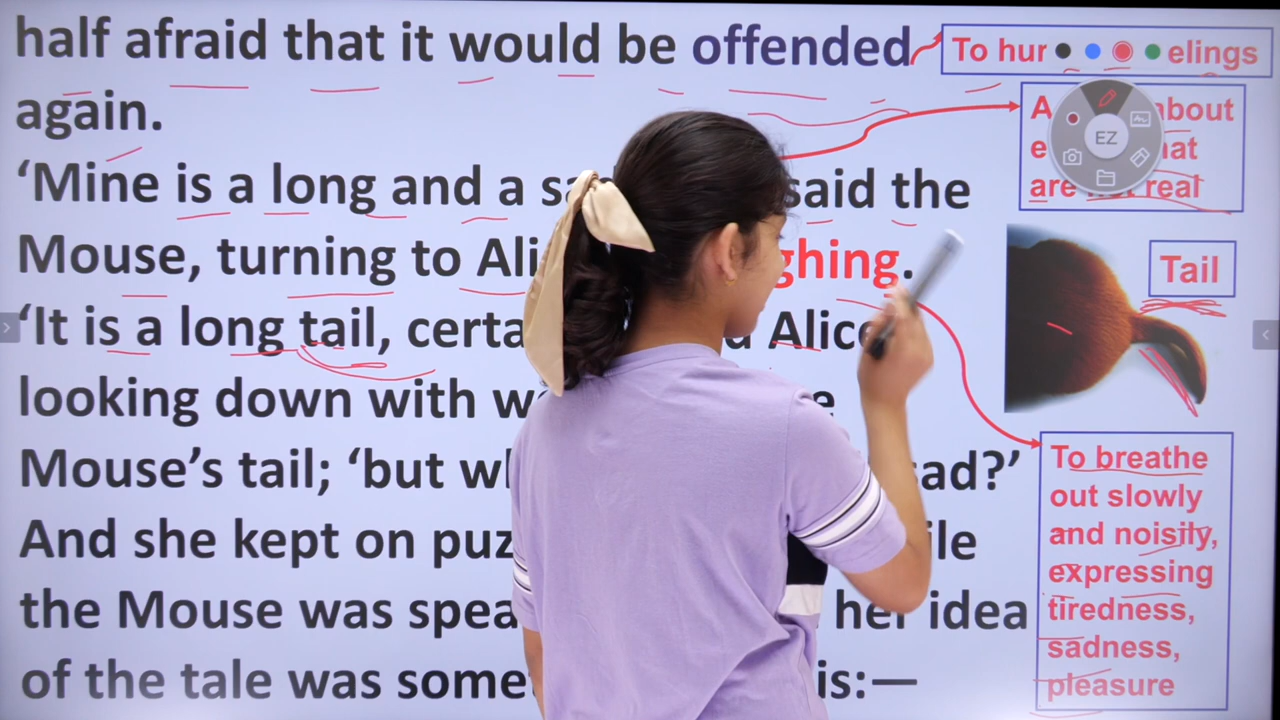 half afraid that it would be offended
To hur elings
again.
about
at
are not real
‘Mine is a long and a said the
Mouse, turning to Ali ghing.
Tail
‘It is a long tail, certa Alice
looking down with w e
To breathe
Mouse’s tail; ‘but wh sad?’
out slowly
and noisily,
And she kept on puz ile
expressing
the Mouse was spea her idea
tiredness,
sadness,
of the tale was some is:—
pleasure
EZ